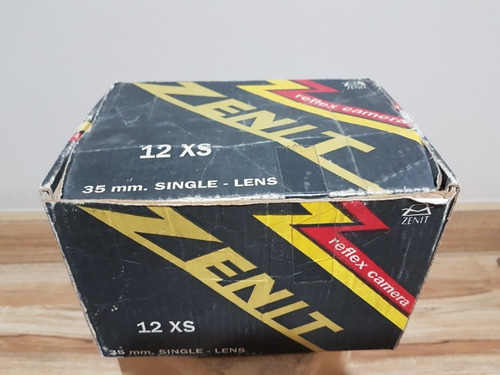 ZENIT
reflex camera
ZENIT
12 XS
35 mm. SINGLE - LENS
ZENIT
reflex camera
ZENIT
12 XS
35 mm. SINGLE - LENS